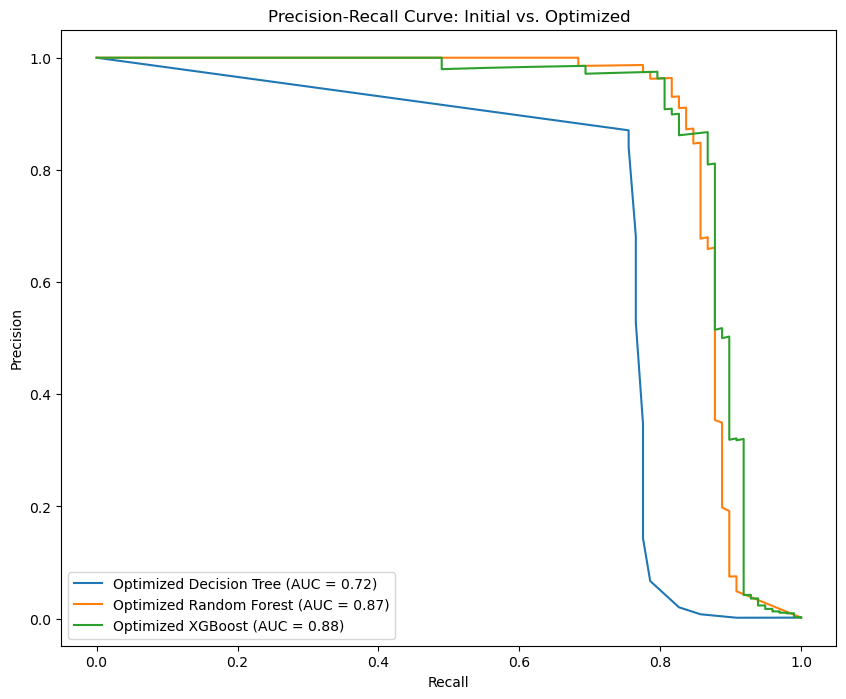 Precision-Recall Curve: Initial vs. Optimized
Precision
1.0
0.8
0.6
0.4
0.2
0.0
Optimized Decision Tree (AUC = 0.72)
Optimized Random Forest (AUC = 0.87)
Optimized XGBoost (AUC = 0.88)
0.0 0.2 0.4 0.6 0.8 1.0
Recall